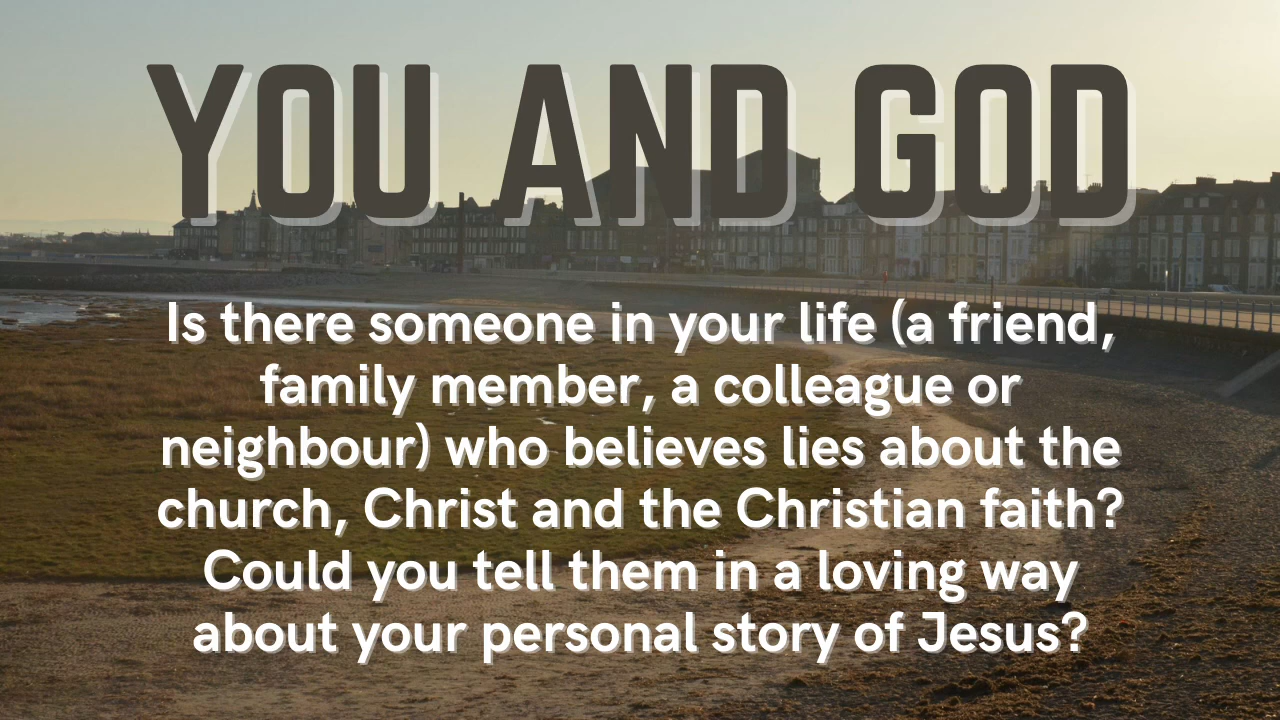 YOU AND GOD
Is there someone in your life (a friend,
family member, a colleague or
neighbour) who believes lies about the
church, Christ and the Christian faith?
Could you tell them in a loving way
about your personal story of Jesus?